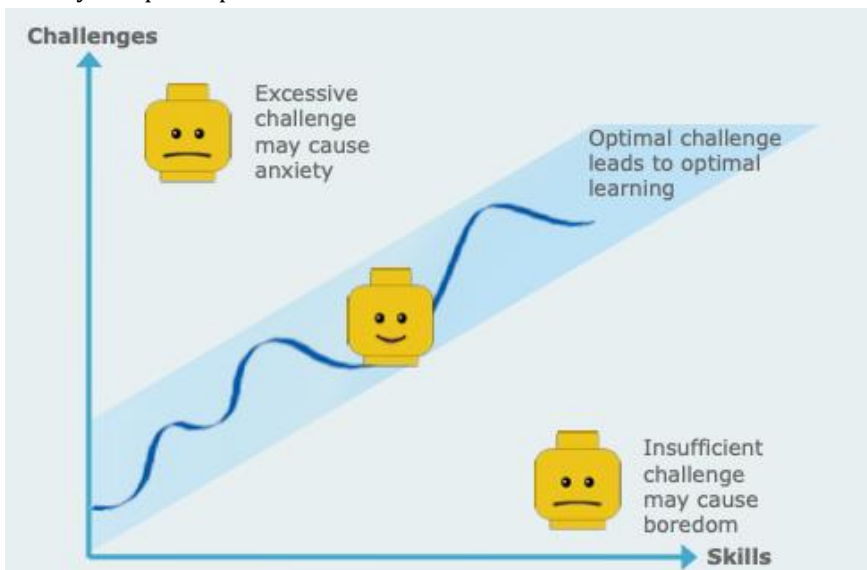 Challenges
Excessive
challenge
may cause
anxiety
Optimal challenge
leads to optimal
learning
Insufficient
challenge
may cause
boredom
Skills